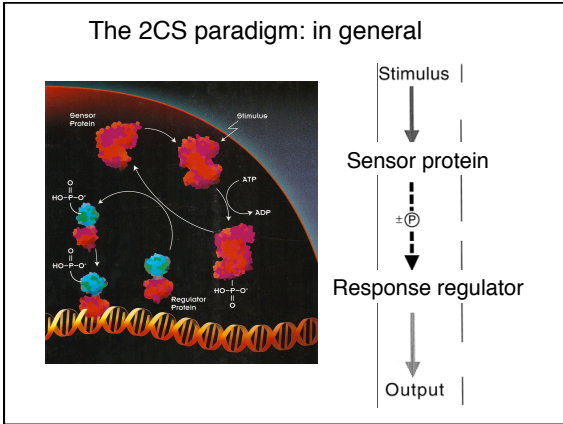 The 2CS paradigm: in general
Sensor
Protein
Stimulus
ATP
ADP
O
HO-P-O⁻
O
HO-P-O⁻
HO-P-O⁻
O
Regulator
Protein
Stimulus
Sensor protein
± P
Response regulator
Output